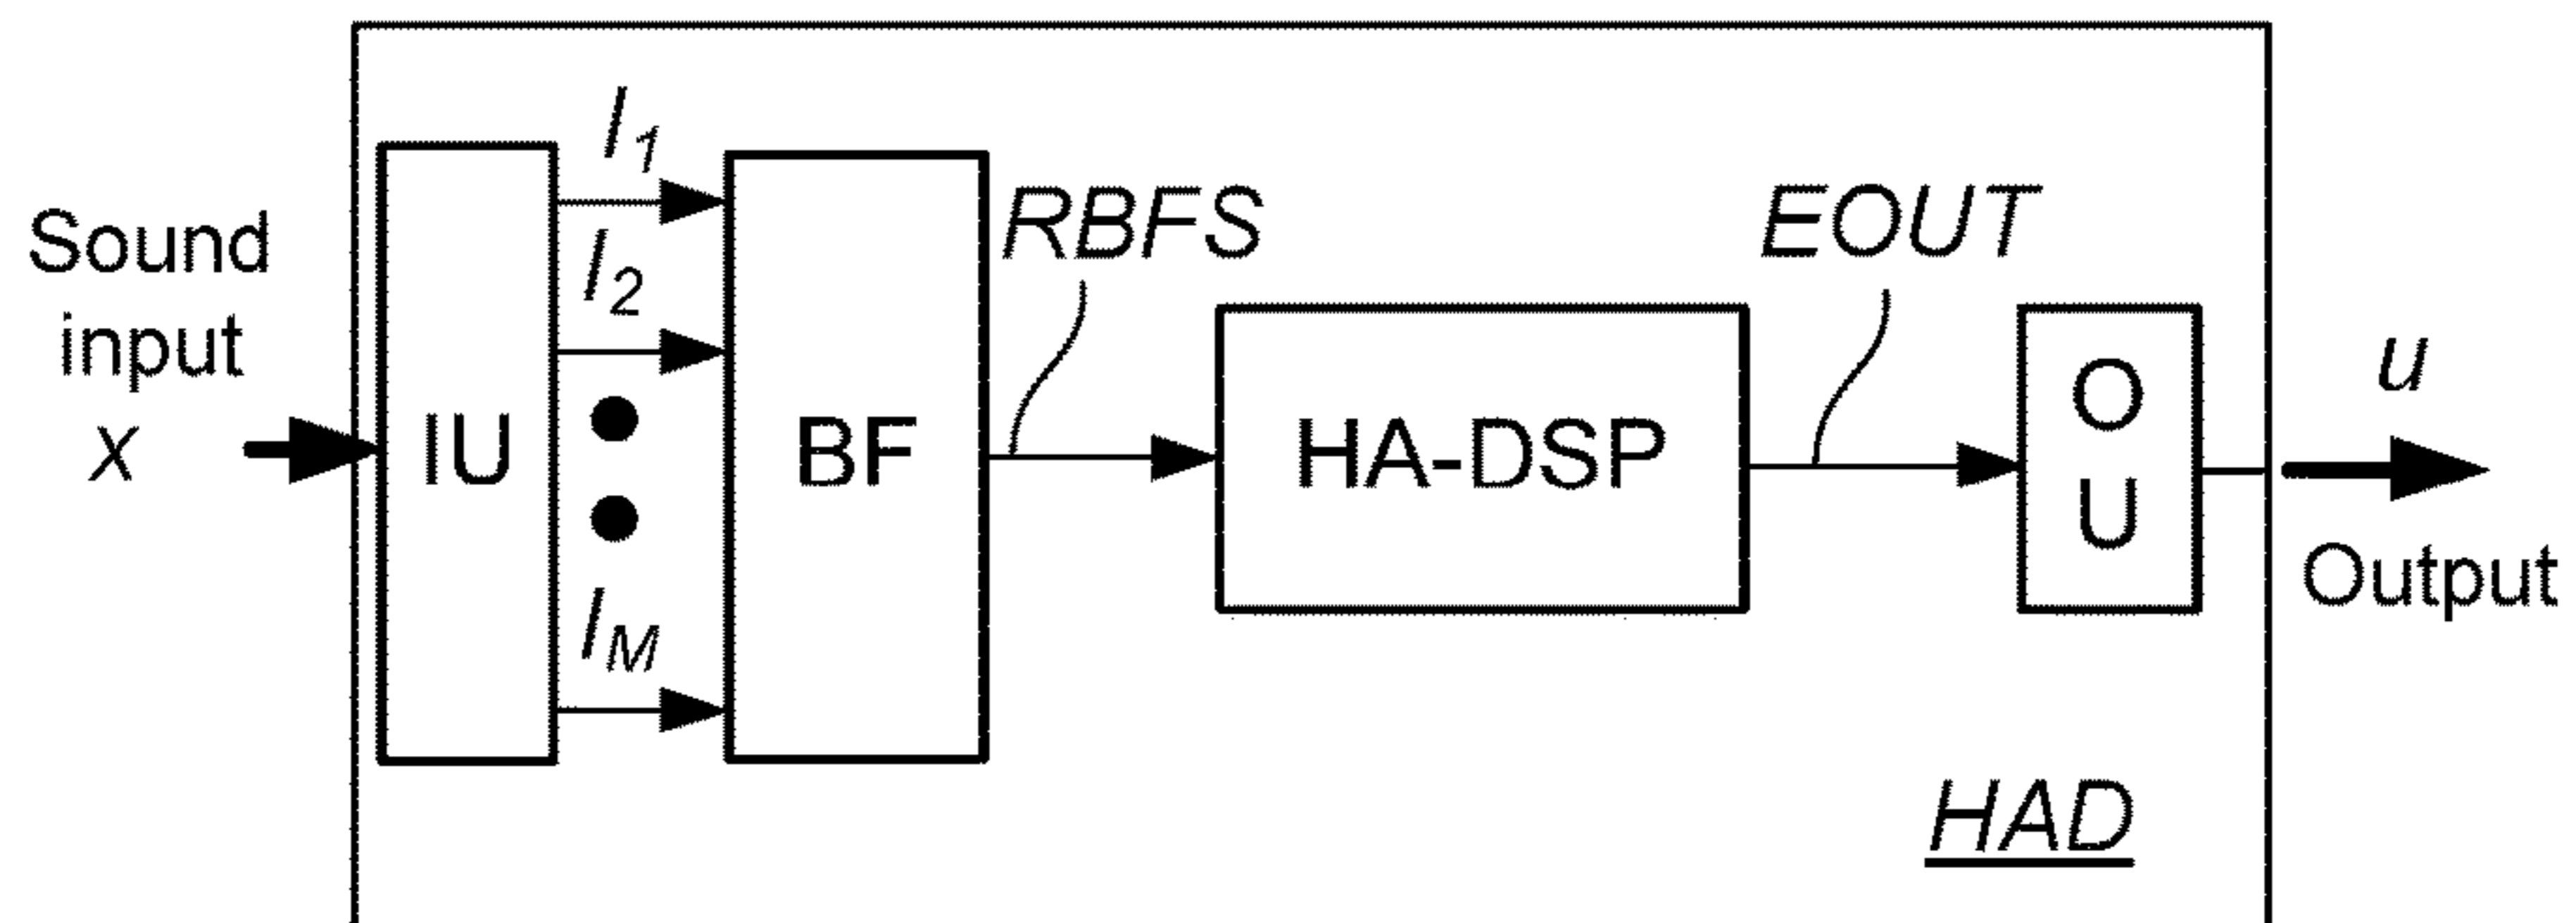 Sound
input
x
IU
I1
I2
IM
BF
RBFS
HA-DSP
EOUT
O
U
u
Output
HAD